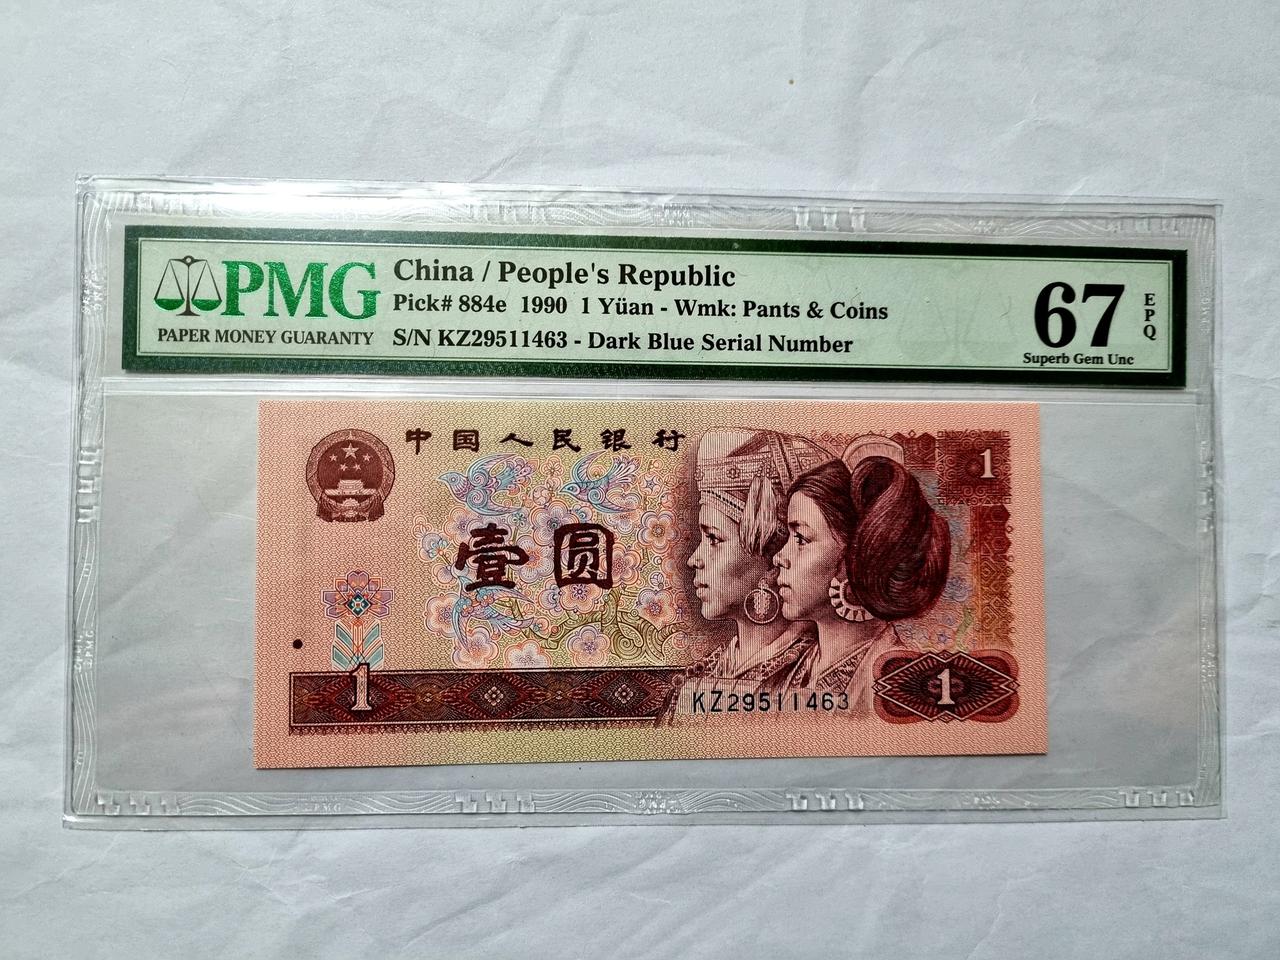 PMG
PAPER MONEY GUARANTY
China / People's Republic
Pick# 884e 1990 1 Yüan - Wmk: Pants & Coins
S/N KZ29511463 - Dark Blue Serial Number
67
EPQ
Superb Gem Unc
中国人民银行
1
壹圆
1
KZ29511463
1
PMG